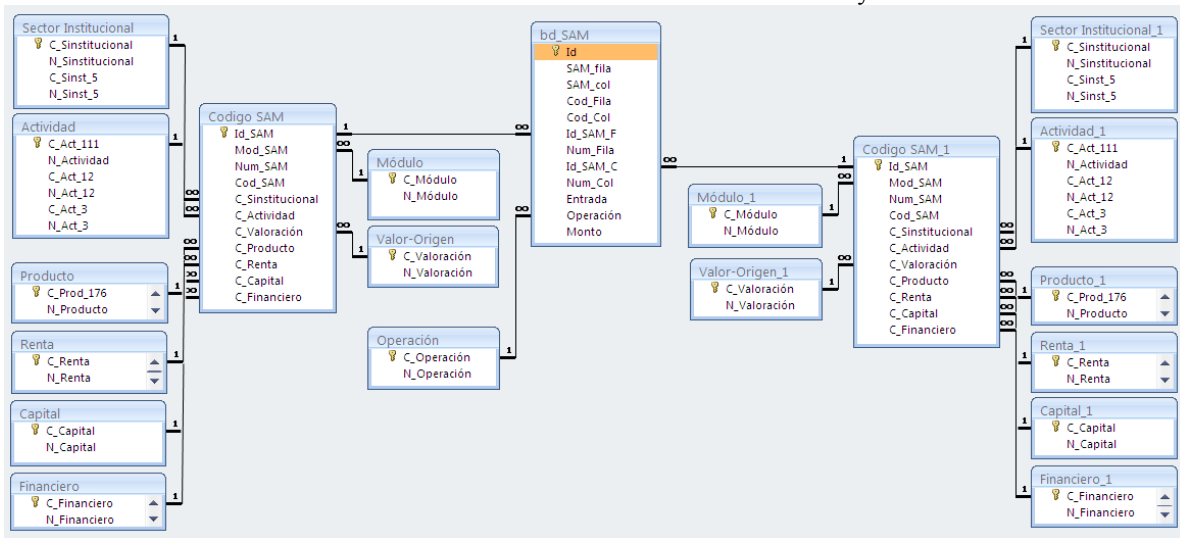 Sector Institucional
C_Sinstitucional
N_Sinstitucional
C_Sinst_5
N_Sinst_5
Actividad
C_Act_111
N_Actividad
C_Act_12
N_Act_12
C_Act_3
N_Act_3
Producto
C_Prod_176
N_Producto
Renta
C_Renta
N_Renta
Capital
C_Capital
N_Capital
Financiero
C_Financiero
N_Financiero
Codigo SAM
Id_SAM
Mod_SAM
Num_SAM
Cod_SAM
C_Sinstitucional
C_Actividad
C_Valoración
C_Producto
C_Renta
C_Capital
C_Financiero
Módulo
C_Módulo
N_Módulo
Valor-Origen
C_Valoración
N_Valoración
Operación
C_Operación
N_Operación
bd_SAM
Id
SAM_fila
SAM_col
Cod_Fila
Cod_Col
Id_SAM_F
Num_Fila
Id_SAM_C
Num_Col
Entrada
Operación
Monto
Módulo_1
C_Módulo
N_Módulo
Valor-Origen_1
C_Valoración
N_Valoración
Codigo SAM_1
Id_SAM
Mod_SAM
Num_SAM
Cod_SAM
C_Sinstitucional
C_Actividad
C_Valoración
C_Producto
C_Renta
C_Capital
C_Financiero
Sector Institucional_1
C_Sinstitucional
N_Sinstitucional
C_Sinst_5
N_Sinst_5
Actividad_1
C_Act_111
N_Actividad
C_Act_12
N_Act_12
C_Act_3
N_Act_3
Producto_1
C_Prod_176
N_Producto
Renta_1
C_Renta
N_Renta
Capital_1
C_Capital
N_Capital
Financiero_1
C_Financiero
N_Financiero